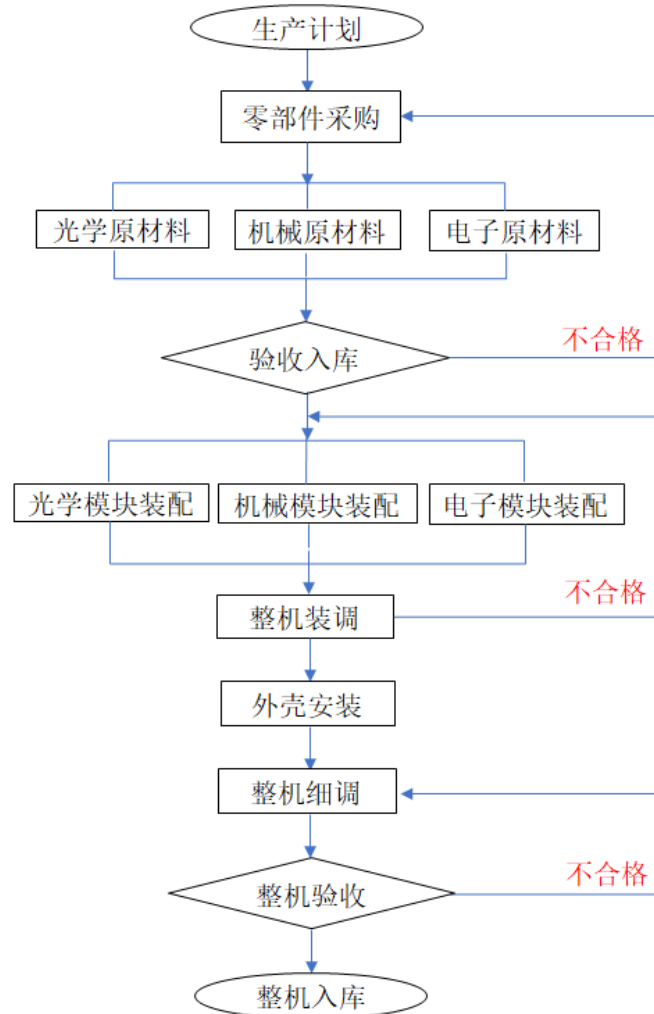 生产计划
零部件采购
光学原材料
机械原材料
电子原材料
不合格
验收入库
光学模块装配
机械模块装配
电子模块装配
不合格
整机装调
外壳安装
整机细调
不合格
整机验收
整机入库